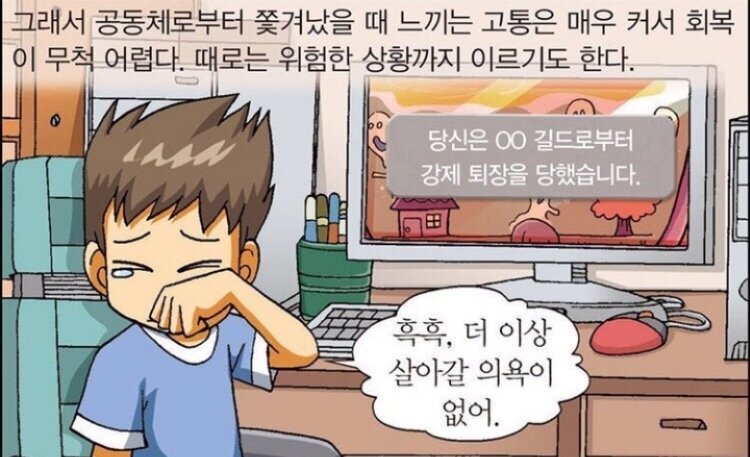 그래서 공동체로부터 쫓겨났을 때 느끼는 고통은 매우 커서 회복
이 무척 어렵다. 때로는 위험한 상황까지 이르기도 한다.
당신은 OO 길드로부터
강제 퇴장을 당했습니다.
흑흑, 더 이상
살아갈 의욕이
없어.